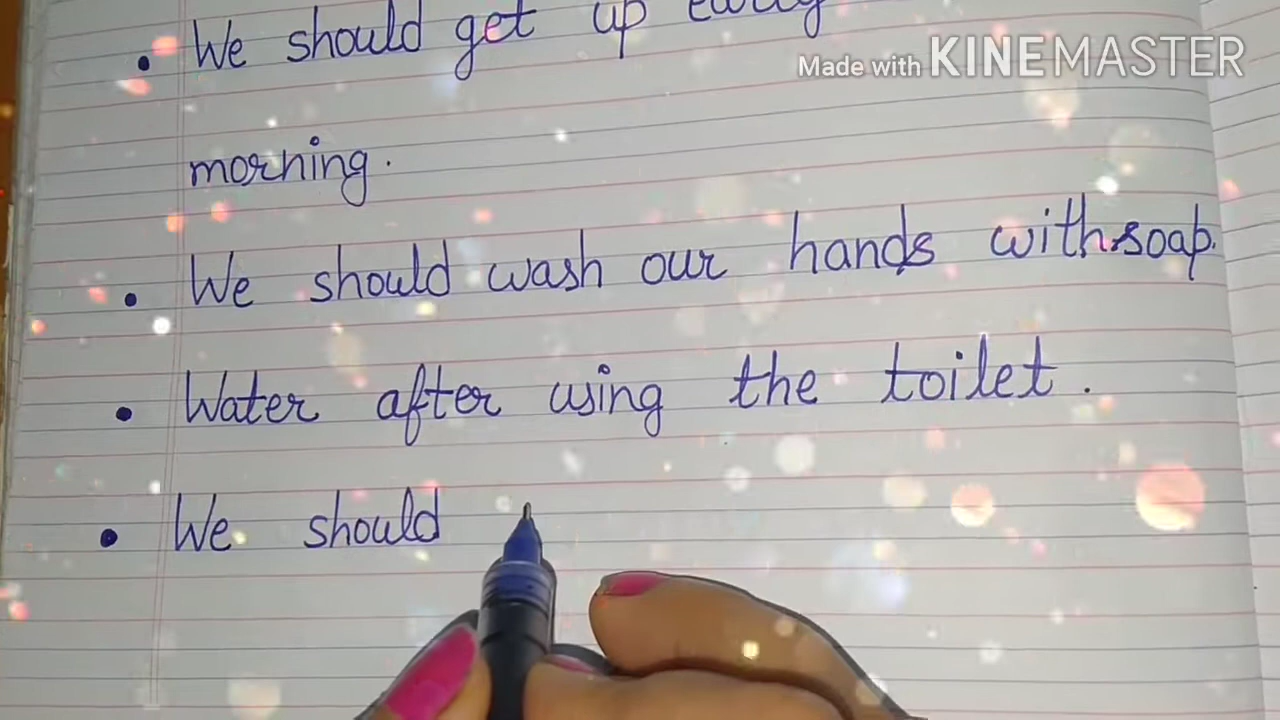 • We should get up early
Made with KINEMASTER
morning.
• We should wash our hands with soap.
• Water after using the toilet.
• We should